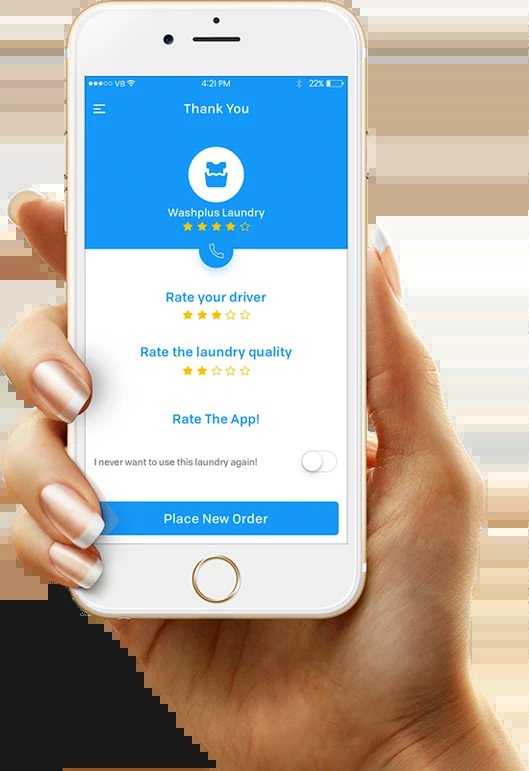 VB 4:21 PM 22%
Thank You
Washplus Laundry
Rate your driver
Rate the laundry quality
Rate The App!
I never want to use this laundry again!
Place New Order